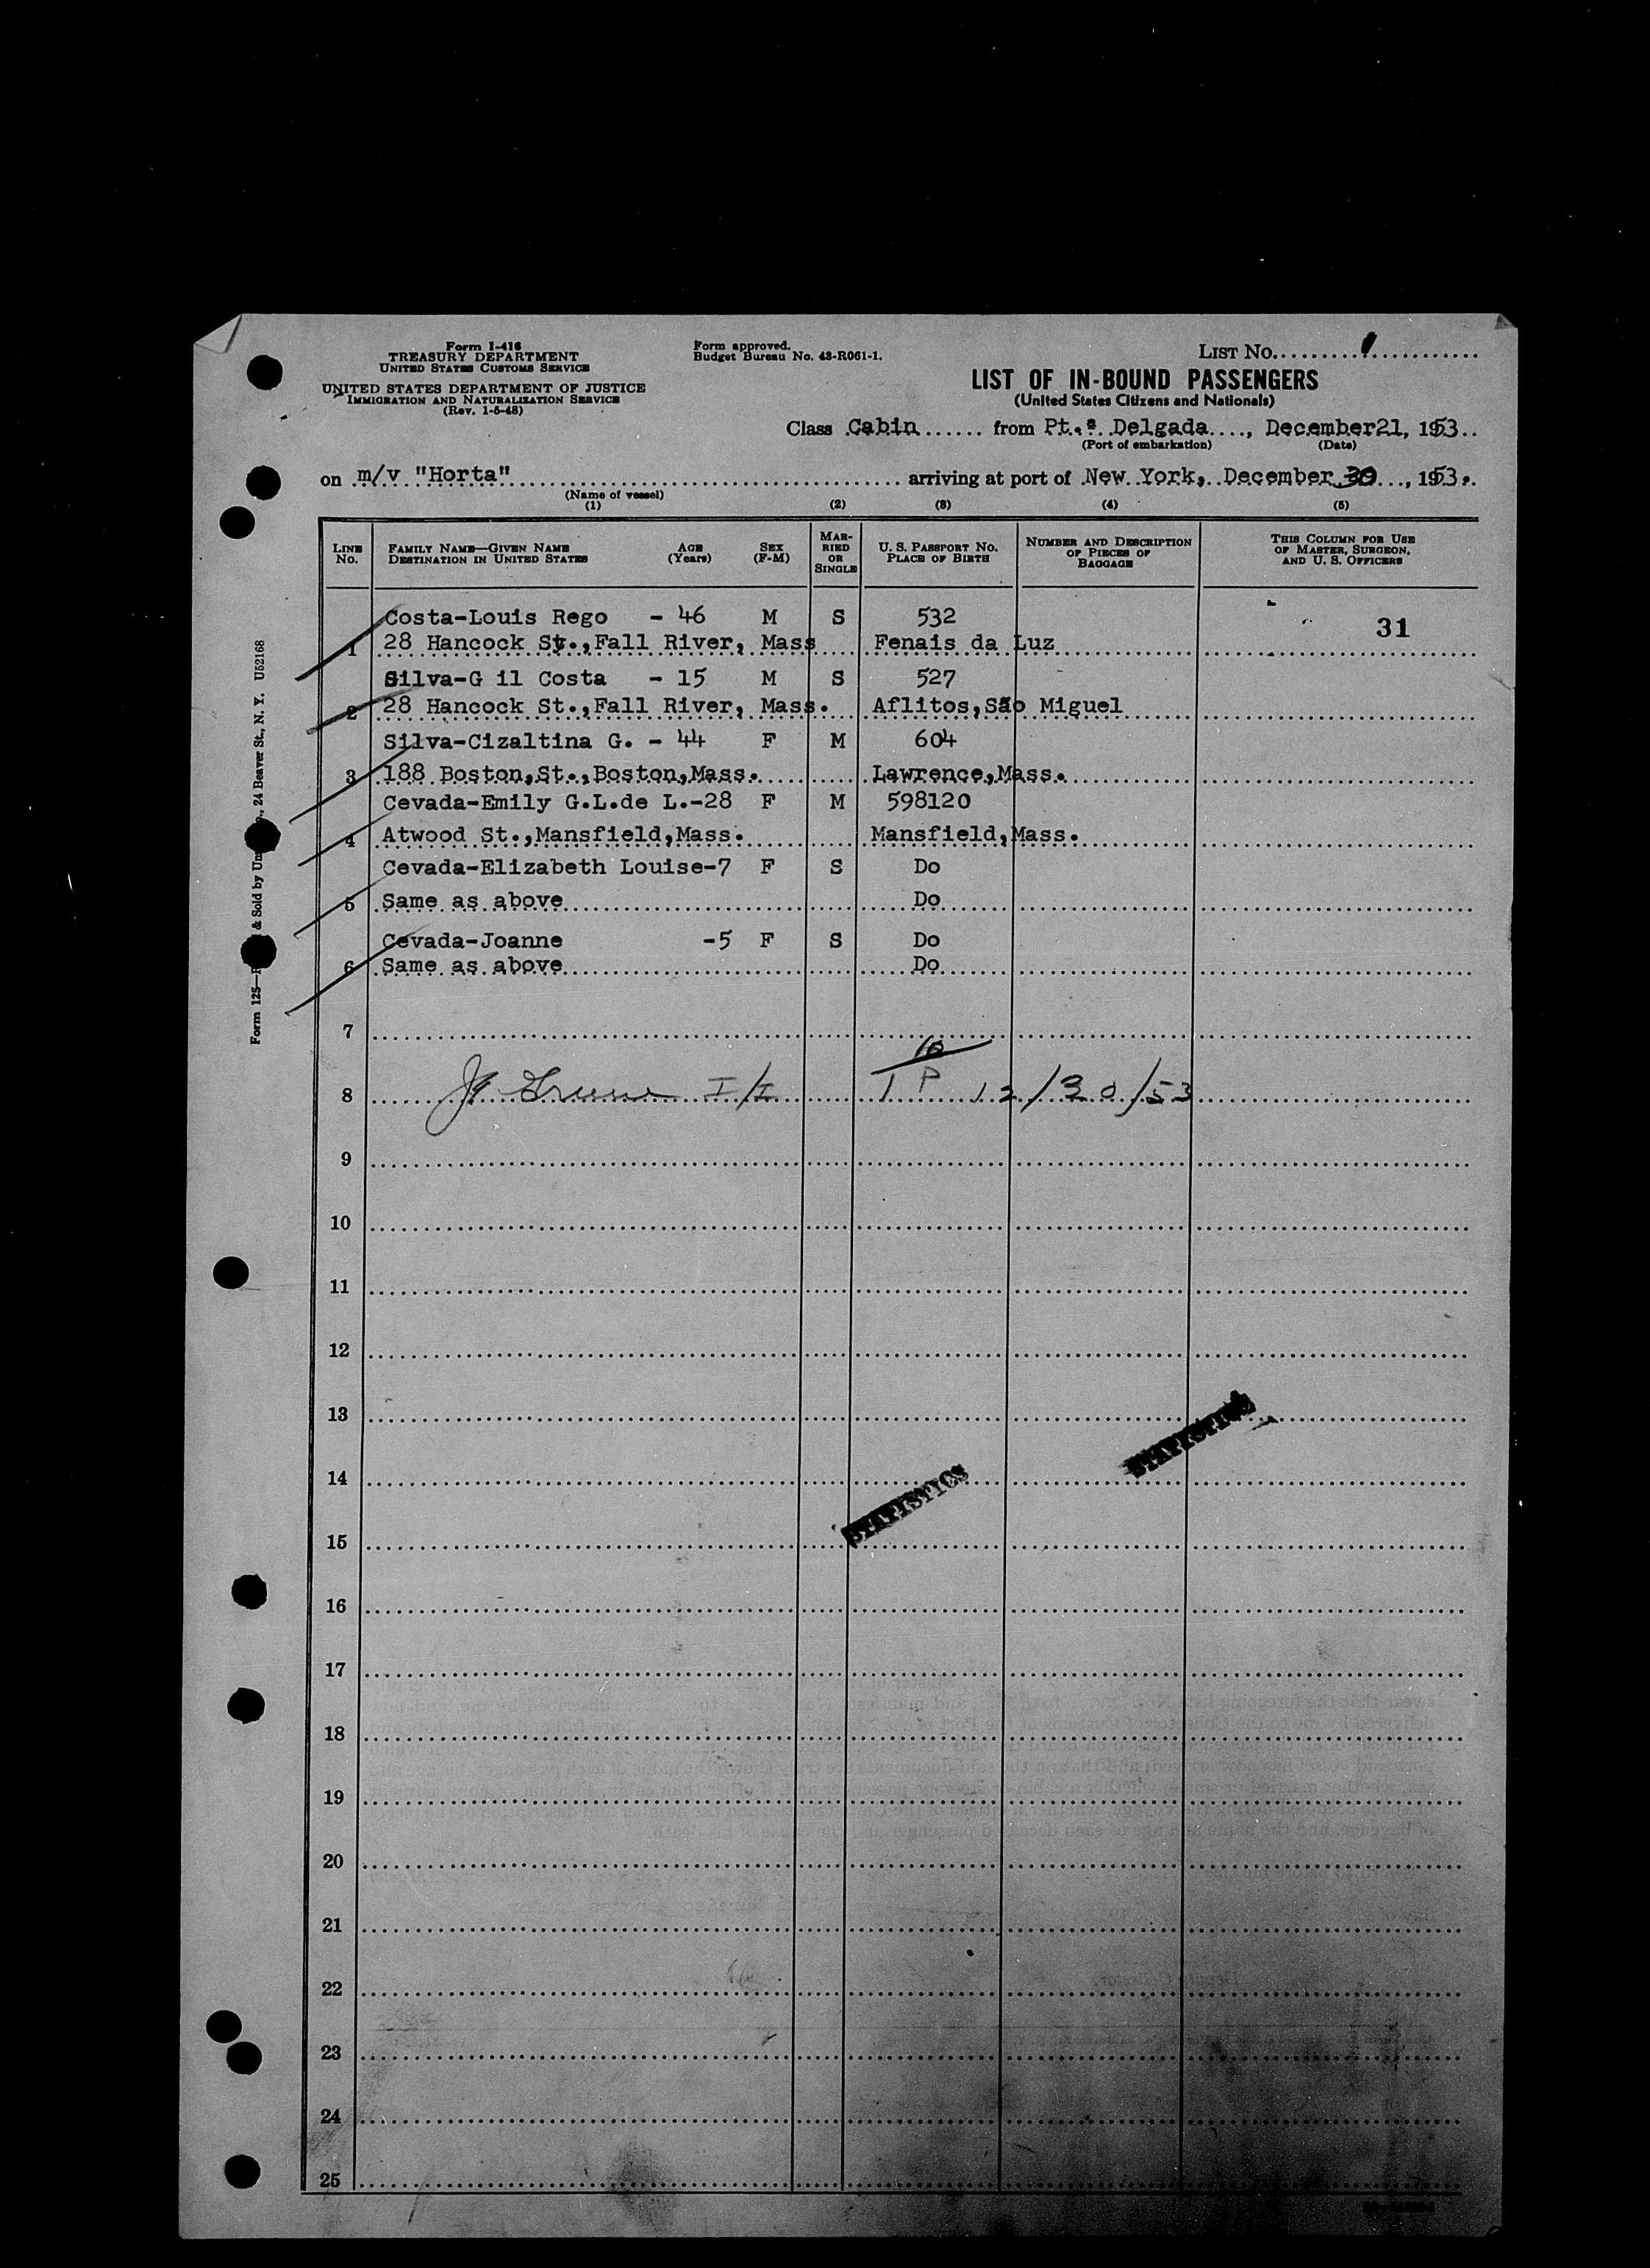 Form I-416
TREASURY DEPARTMENT
UNITED STATES CUSTOMS SERVICE
UNITED STATES DEPARTMENT OF JUSTICE
IMMIGRATION AND NATURALIZATION SERVICE
(Rev. 1-5-48)
Form approved.
Budget Bureau No. 43-R061-1.
LIST NO. 1
LIST OF IN-BOUND PASSENGERS
(United States Citizens and Nationals)
Class Cabin from Pt.ª Delgada, December 21, 1953
(Port of embarkation) (Date)
on m/v "Horta" arriving at port of New York, December 30, 1953.
(Name of vessel)
(1) (2) (3) (4) (5)
LINE NO. FAMILY NAME—GIVEN NAME DESTINATION IN UNITED STATES AGE (Years) SEX (F-M) MARRIED OR SINGLE U. S. PASSPORT NO. PLACE OF BIRTH NUMBER AND DESCRIPTION OF PIECES OF BAGGAGE THIS COLUMN FOR USE OF MASTER, SURGEON, AND U. S. OFFICERS
Costa-Louis Rego - 46 M S 532 31
1 28 Hancock St., Fall River, Mass Fenais da Luz
Silva-G il Costa - 15 M S 527
2 28 Hancock St., Fall River, Mass. Aflitos, São Miguel
Silva-Cizaltina G. - 44 F M 604
3 188 Boston, St., Boston, Mass. Lawrence, Mass.
Cevada-Emily G.L.de L.-28 F M 598120
4 Atwood St., Mansfield, Mass. Mansfield, Mass.
Cevada-Elizabeth Louise-7 F S Do
5 Same as above Do
Cevada-Joanne -5 F S Do
6 Same as above Do
7
10
8 I/I 12/30/53
9
10
11
12
13
STATISTICS
14
STATISTICS
15
16
17
18
19
20
21
22
23
24
25
Form 125— & Sold by 24 Beaver St., N. Y. U52168